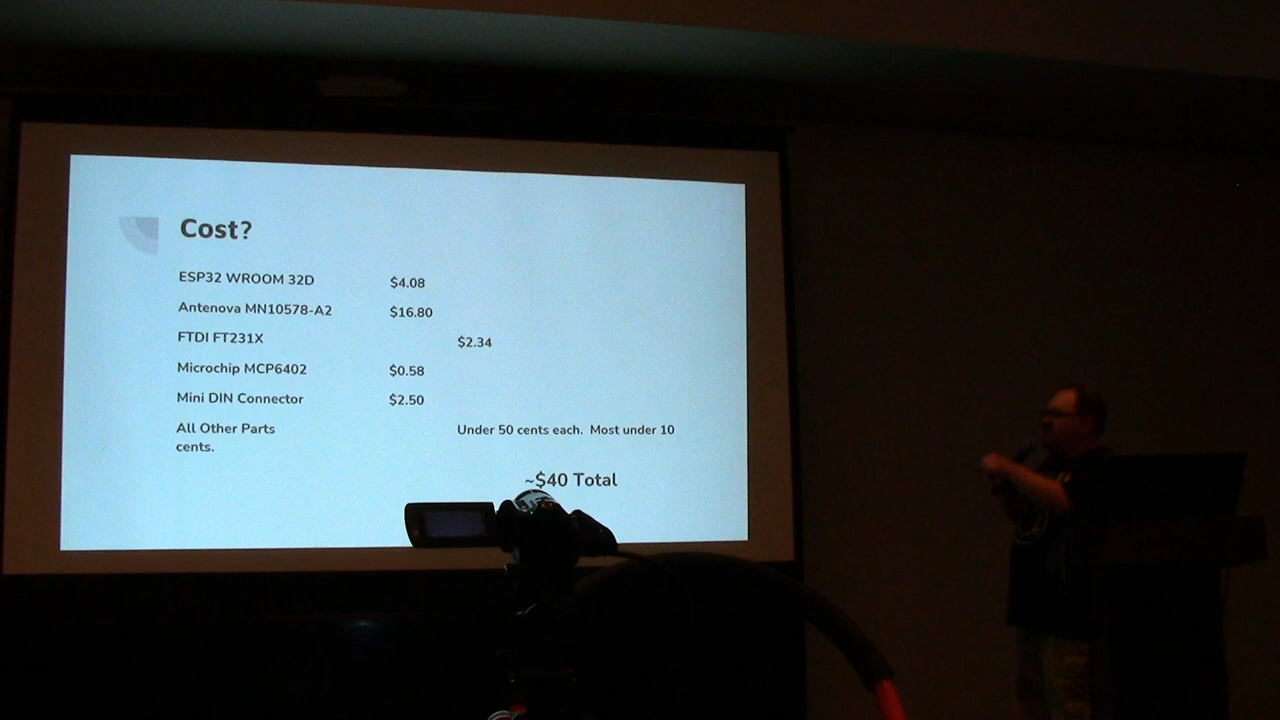 Cost?
ESP32 WROOM 32D $4.08
Antenova MN10578-A2 $16.80
FTDI FT231X $2.34
Microchip MCP6402 $0.58
Mini DIN Connector $2.50
All Other Parts Under 50 cents each. Most under 10
cents.
~$40 Total